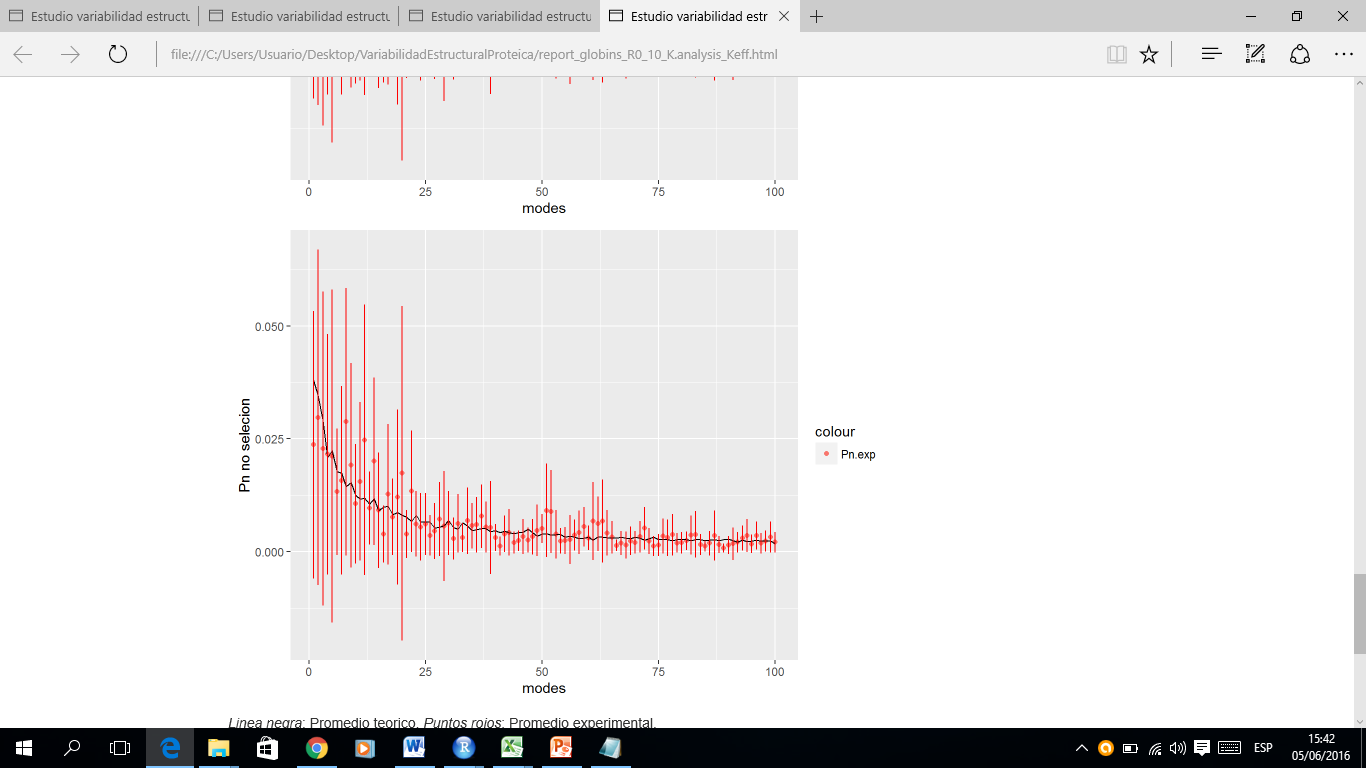 Estudio variabilidad estructu
Estudio variabilidad estructu
Estudio variabilidad estructu
Estudio variabilidad estr
file:///C:/Users/Usuario/Desktop/VariabilidadEstructuralProteica/report_globins_R0_10_K.analysis_Keff.html
0 25 50 75 100
modes
Pn no selecion
0.050
0.025
0.000
0 25 50 75 100
modes
colour
Pn.exp
Linea negra: Promedio teorico. Puntos rojos: Promedio experimental.
ESP
15:42
05/06/2016